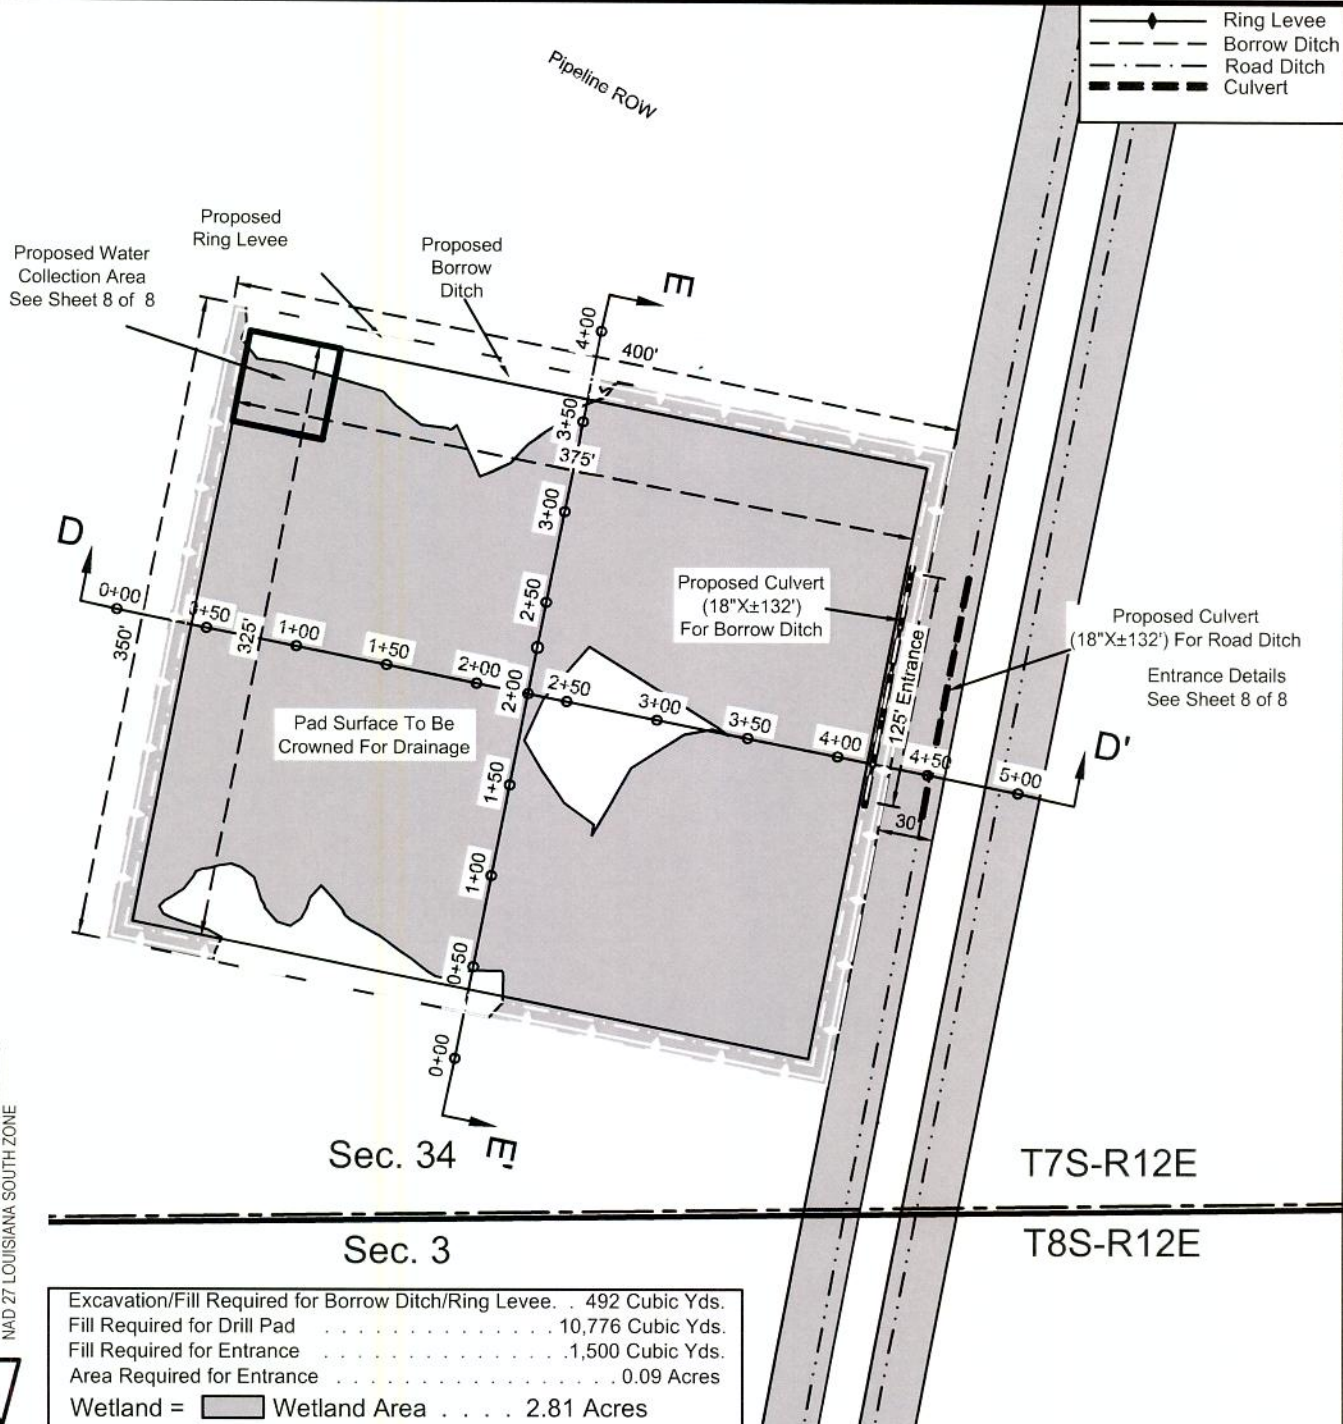 Ring Levee
Borrow Ditch
Road Ditch
Culvert
Pipeline ROW
Proposed
Ring Levee
Proposed
Borrow
Ditch
Proposed Water
Collection Area
See Sheet 8 of 8
E
4+00
400'
3+50
375'
3+00
D
0+00
0+50
325'
350'
1+00
1+50
2+00
2+50
2+00
2+50
3+00
3+50
4+00
4+50
5+00
D'
Proposed Culvert
(18"X±132')
For Borrow Ditch
125' Entrance
Proposed Culvert
(18"X±132') For Road Ditch
Entrance Details
See Sheet 8 of 8
Pad Surface To Be
Crowned For Drainage
30'
1+50
1+00
0+50
0+00
E'
Sec. 34
T7S-R12E
Sec. 3
T8S-R12E
NAD 27 LOUISIANA SOUTH ZONE
Excavation/Fill Required for Borrow Ditch/Ring Levee. . 492 Cubic Yds.
Fill Required for Drill Pad . . . . . . . . . . . . . . . 10,776 Cubic Yds.
Fill Required for Entrance . . . . . . . . . . . . . . . .1,500 Cubic Yds.
Area Required for Entrance . . . . . . . . . . . . . . . . . . 0.09 Acres
Wetland = Wetland Area . . . . 2.81 Acres